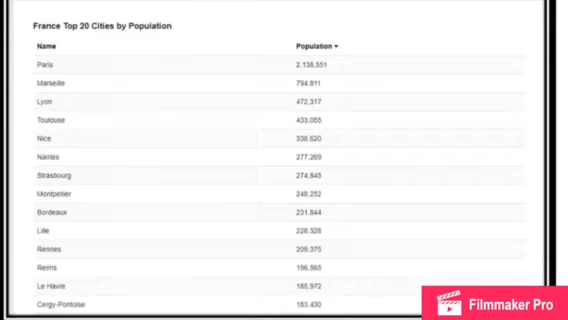 France Top 20 Cities by Population
Name Population
Paris 2,138,551
Marseille 794,811
Lyon 472,317
Toulouse 433,055
Nice 338,620
Nantes 277,269
Strasbourg 274,845
Montpellier 248,252
Bordeaux 231,844
Lille 228,328
Rennes 209,375
Reims 196,565
Le Havre 185,972
Cergy-Pontoise 183,430
Filmmaker Pro